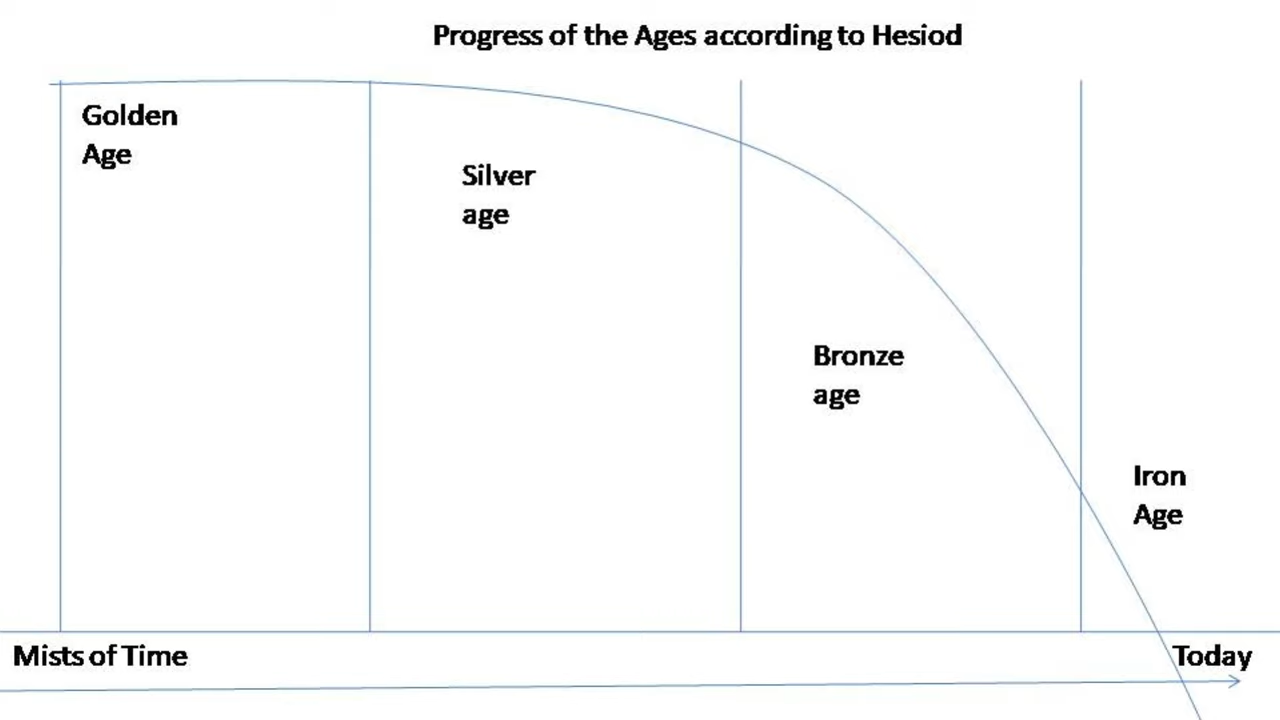 Progress of the Ages according to Hesiod
Golden
Age
Silver
age
Bronze
age
Iron
Age
Mists of Time
Today